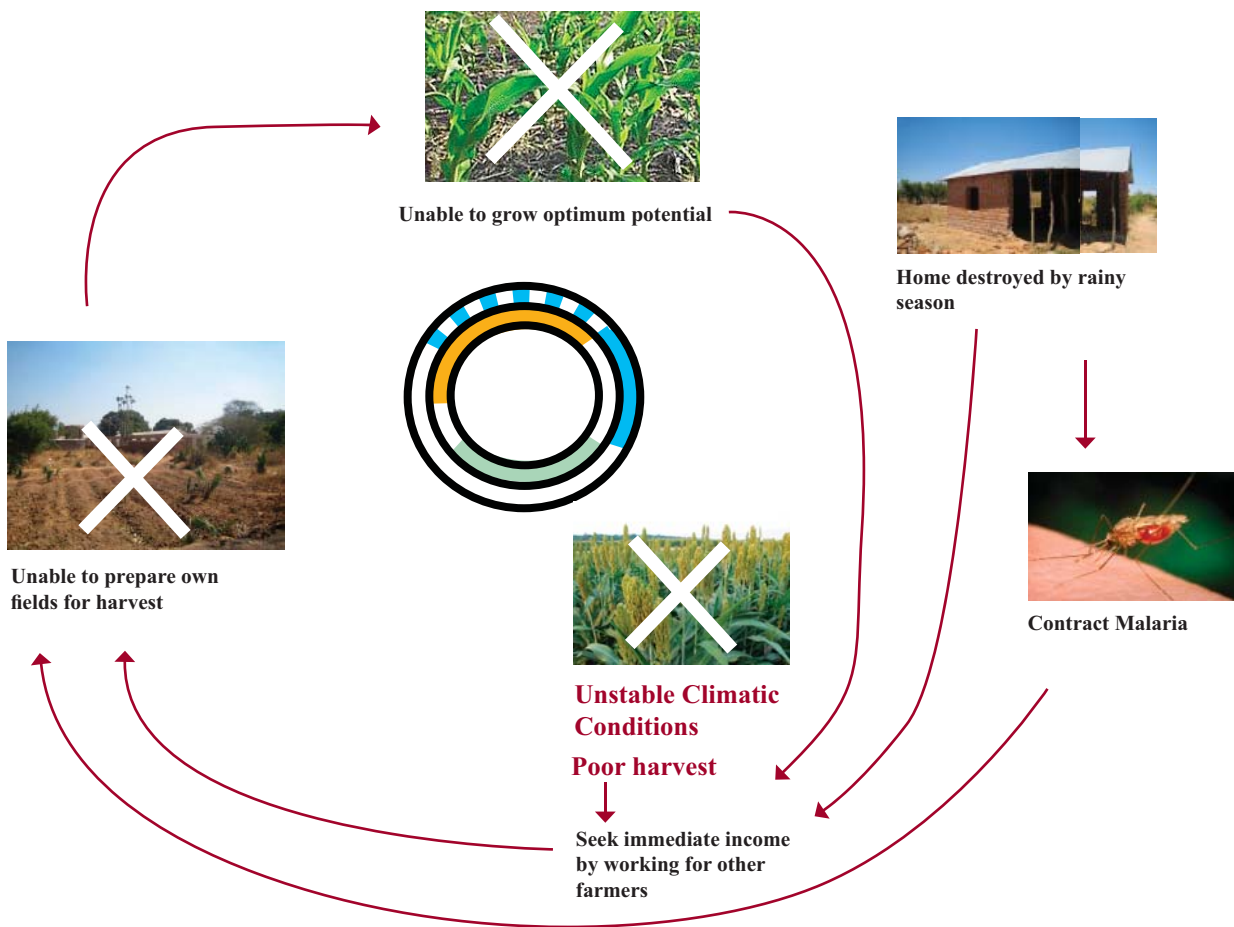 Unable to grow optimum potential
Home destroyed by rainy
season
Unable to prepare own
fields for harvest
Contract Malaria
Unstable Climatic
Conditions
Poor harvest
Seek immediate income
by working for other
farmers